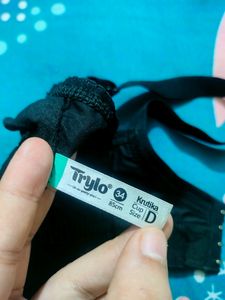 Trylo®
34
85cm
Krutika
Cup
Size D